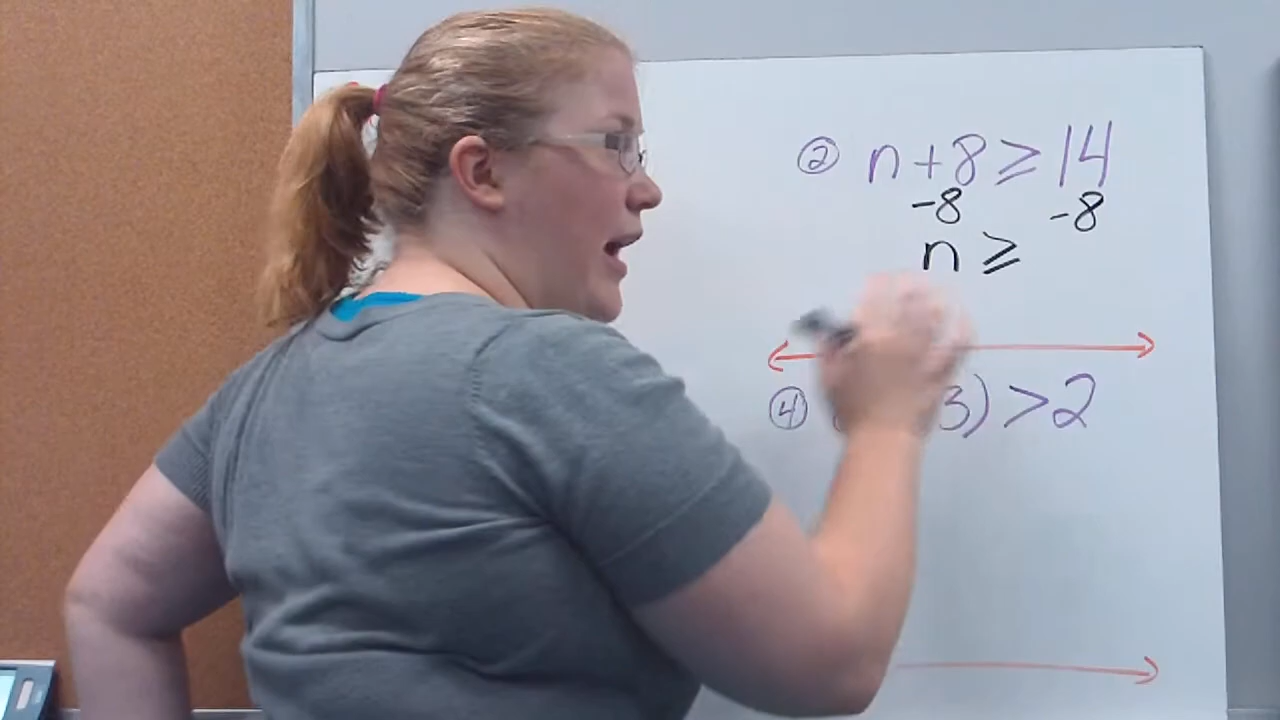 ② n+8≥14
-8 -8
n ≥
④ 3)>2